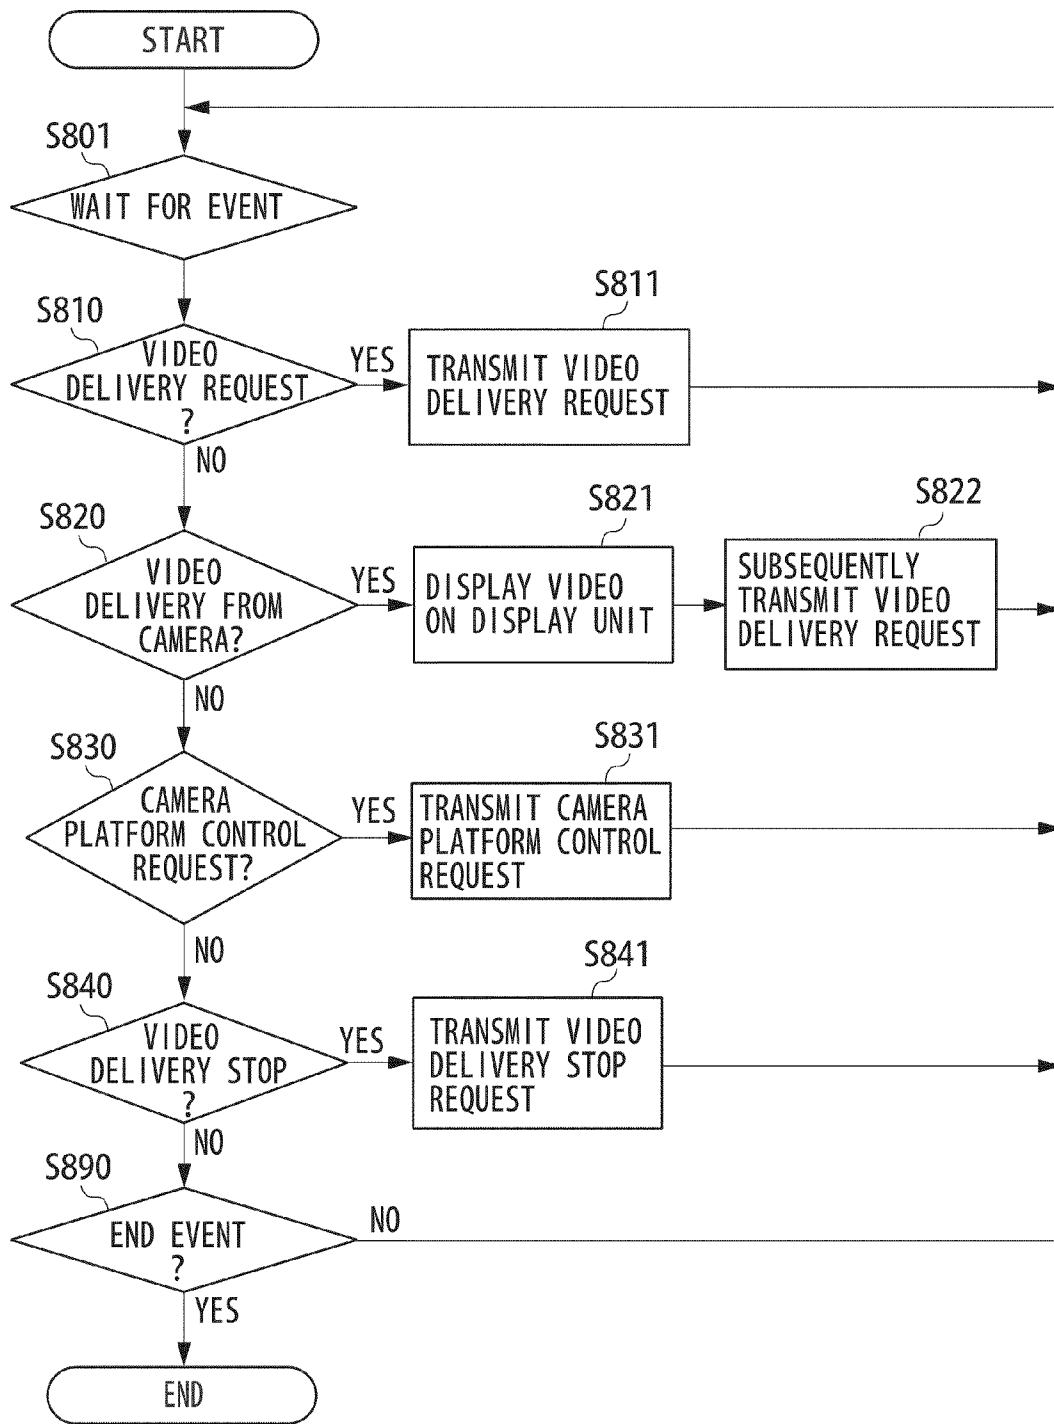 START
S801
WAIT FOR EVENT
S810
VIDEO
DELIVERY REQUEST
?
YES
NO
S811
TRANSMIT VIDEO
DELIVERY REQUEST
S820
VIDEO
DELIVERY FROM
CAMERA?
YES
NO
S821
DISPLAY VIDEO
ON DISPLAY UNIT
S822
SUBSEQUENTLY
TRANSMIT VIDEO
DELIVERY REQUEST
S830
CAMERA
PLATFORM CONTROL
REQUEST?
YES
NO
S831
TRANSMIT CAMERA
PLATFORM CONTROL
REQUEST
S840
VIDEO
DELIVERY STOP
?
YES
NO
S841
TRANSMIT VIDEO
DELIVERY STOP
REQUEST
S890
END EVENT
?
NO
YES
END